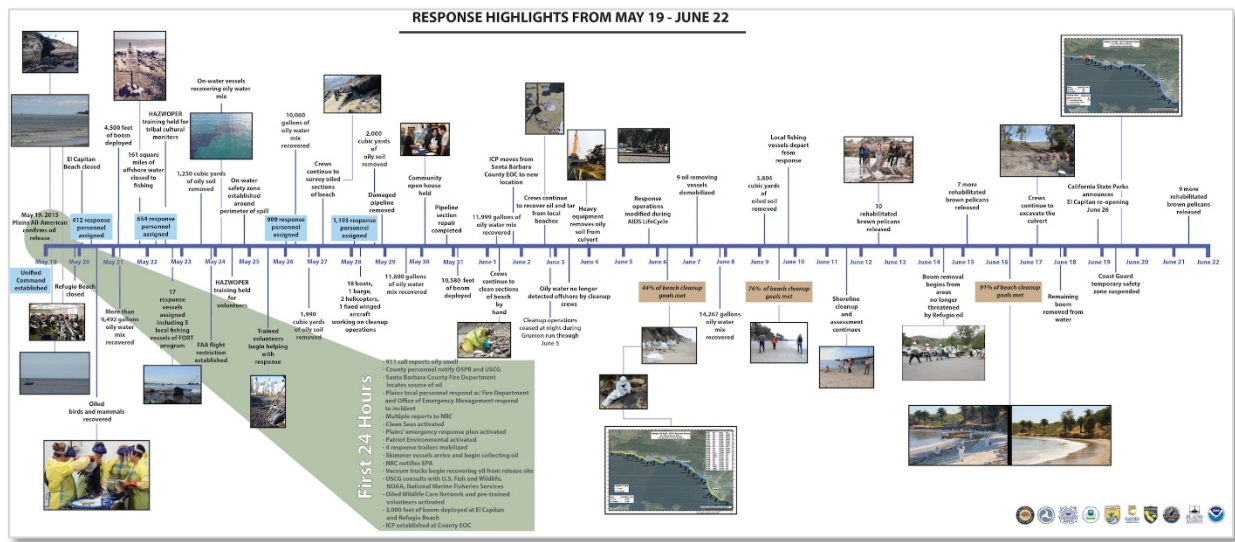 RESPONSE HIGHLIGHTS FROM MAY 19 - JUNE 22
May 19, 2015
Plains All American
confirms oil
release
Unified
Command
established
El Capitan
Beach closed
412 response
personnel
assigned
Refugio Beach
closed
Oiled
birds and mammals
recovered
4,500 feet
of boom
deployed
More than
9,492 gallons
oily water
mix
recovered
161 square
miles of
offshore water
closed to
fishing
654 response
personnel
assigned
HAZWOPER
training held for
tribal cultural
monitors
17
response
vessels
assigned
including 5
local fishing
vessels of FORT
program
1,250 cubic yards
of oily soil
removed
On-water vessels
recovering oily water
mix
FAA flight
restriction
established
HAZWOPER
training held
for
volunteers
On-water
safety zone
established
around
perimeter of spill
Trained
volunteers
begin helping
with
response
10,060
gallons of
oily water
mix
recovered
909 response
personnel
assigned
1,990
cubic yards
of oily soil
removed
Crews
continue to
survey oiled
sections of
beach
1,193 response
personnel
assigned
18 boats,
1 barge,
2 helicopters,
1 fixed winged
aircraft
working on cleanup
operations
2,000
cubic yards
of
oily soil
removed
Damaged
pipeline
removed
11,600 gallons
of oily water
mix recovered
Community
open house
held
Pipeline
section
repair
completed
10,580 feet
of boom
deployed
11,999 gallons of
oily water mix
recovered
Crews
continue to
clean sections
of beach
by
hand
ICP moves from
Santa Barbara
County EOC to new
location
Cleanup operations
ceased at night during
Grunion run through
June 5
Crews continue
to recover oil and tar
from local
beaches
Oily water no longer
detected offshore by cleanup
crews
Heavy
equipment
removes oily
soil from
culvert
Response
operations
modified during
AIDS LifeCycle
44% of beach cleanup
goals met
9 oil removing
vessels
demobilized
14,267 gallons
oily water mix
recovered
3,804
cubic yards
of
oiled soil
removed
76% of beach cleanup
goals met
Local fishing
vessels depart
from
response
Shoreline
cleanup
and
assessment
continues
10
rehabilitated
brown pelicans
released
Boom removal
begins from
areas
no longer
threatened
by Refugio oil
7 more
rehabilitated
brown pelicans
released
91% of beach cleanup
goals met
Crews
continue to
excavate the
culvert
Remaining
boom
removed from
water
California State Parks
announces
El Capitan re-opening
June 26
Coast Guard
temporary safety
zone suspended
9 more
rehabilitated
brown pelicans
released
May 19
May 20
May 21
May 22
May 23
May 24
May 25
May 26
May 27
May 28
May 29
May 30
May 31
June 1
June 2
June 3
June 4
June 5
June 6
June 7
June 8
June 9
June 10
June 11
June 12
June 13
June 14
June 15
June 16
June 17
June 18
June 19
June 20
June 21
June 22
First 24 Hours
- 911 call reports oily smell
- County personnel notify OSPR and USCG
- Santa Barbara County Fire Department
locates source of oil
- Plains local personnel respond w/ Fire Department
and Office of Emergency Management respond
to incident
- Multiple reports to NRC
- Clean Seas activated
- Plains' emergency response plan activated
- Patriot Environmental activated
- 4 response trailers mobilized
- Skimmer vessels arrive and begin collecting oil
- NRC notifies EPA
- Vacuum trucks begin recovering oil from release site
- USCG consults with U.S. Fish and Wildlife,
NOAA, National Marine Fisheries Services
- Oiled Wildlife Care Network and pre-trained
volunteers activated
- 3,000 feet of boom deployed at El Capitan
and Refugio Beach
- ICP established at County EOC